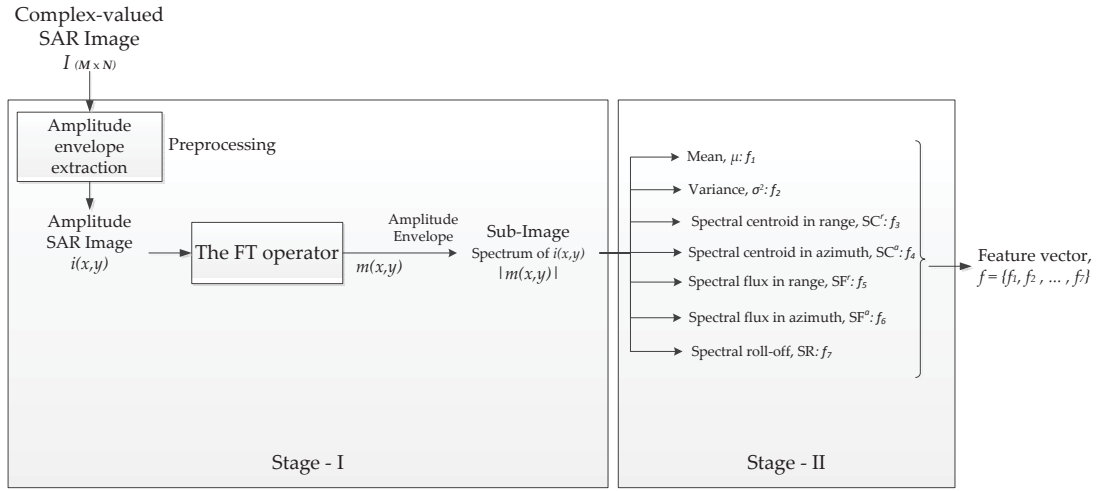 Complex-valued
SAR Image
I (M x N)
Amplitude
envelope
extraction
Preprocessing
Amplitude
SAR Image
i(x,y)
The FT operator
m(x,y)
Amplitude
Envelope
Sub-Image
Spectrum of i(x,y)
|m(x,y)|
Stage - I
Mean, μ: f₁
Variance, σ²: f₂
Spectral centroid in range, SCʳ: f₃
Spectral centroid in azimuth, SCᵃ: f₄
Spectral flux in range, SFʳ: f₅
Spectral flux in azimuth, SFᵃ: f₆
Spectral roll-off, SR: f₇
Stage - II
Feature vector,
f = {f₁, f₂ , ... , f₇}